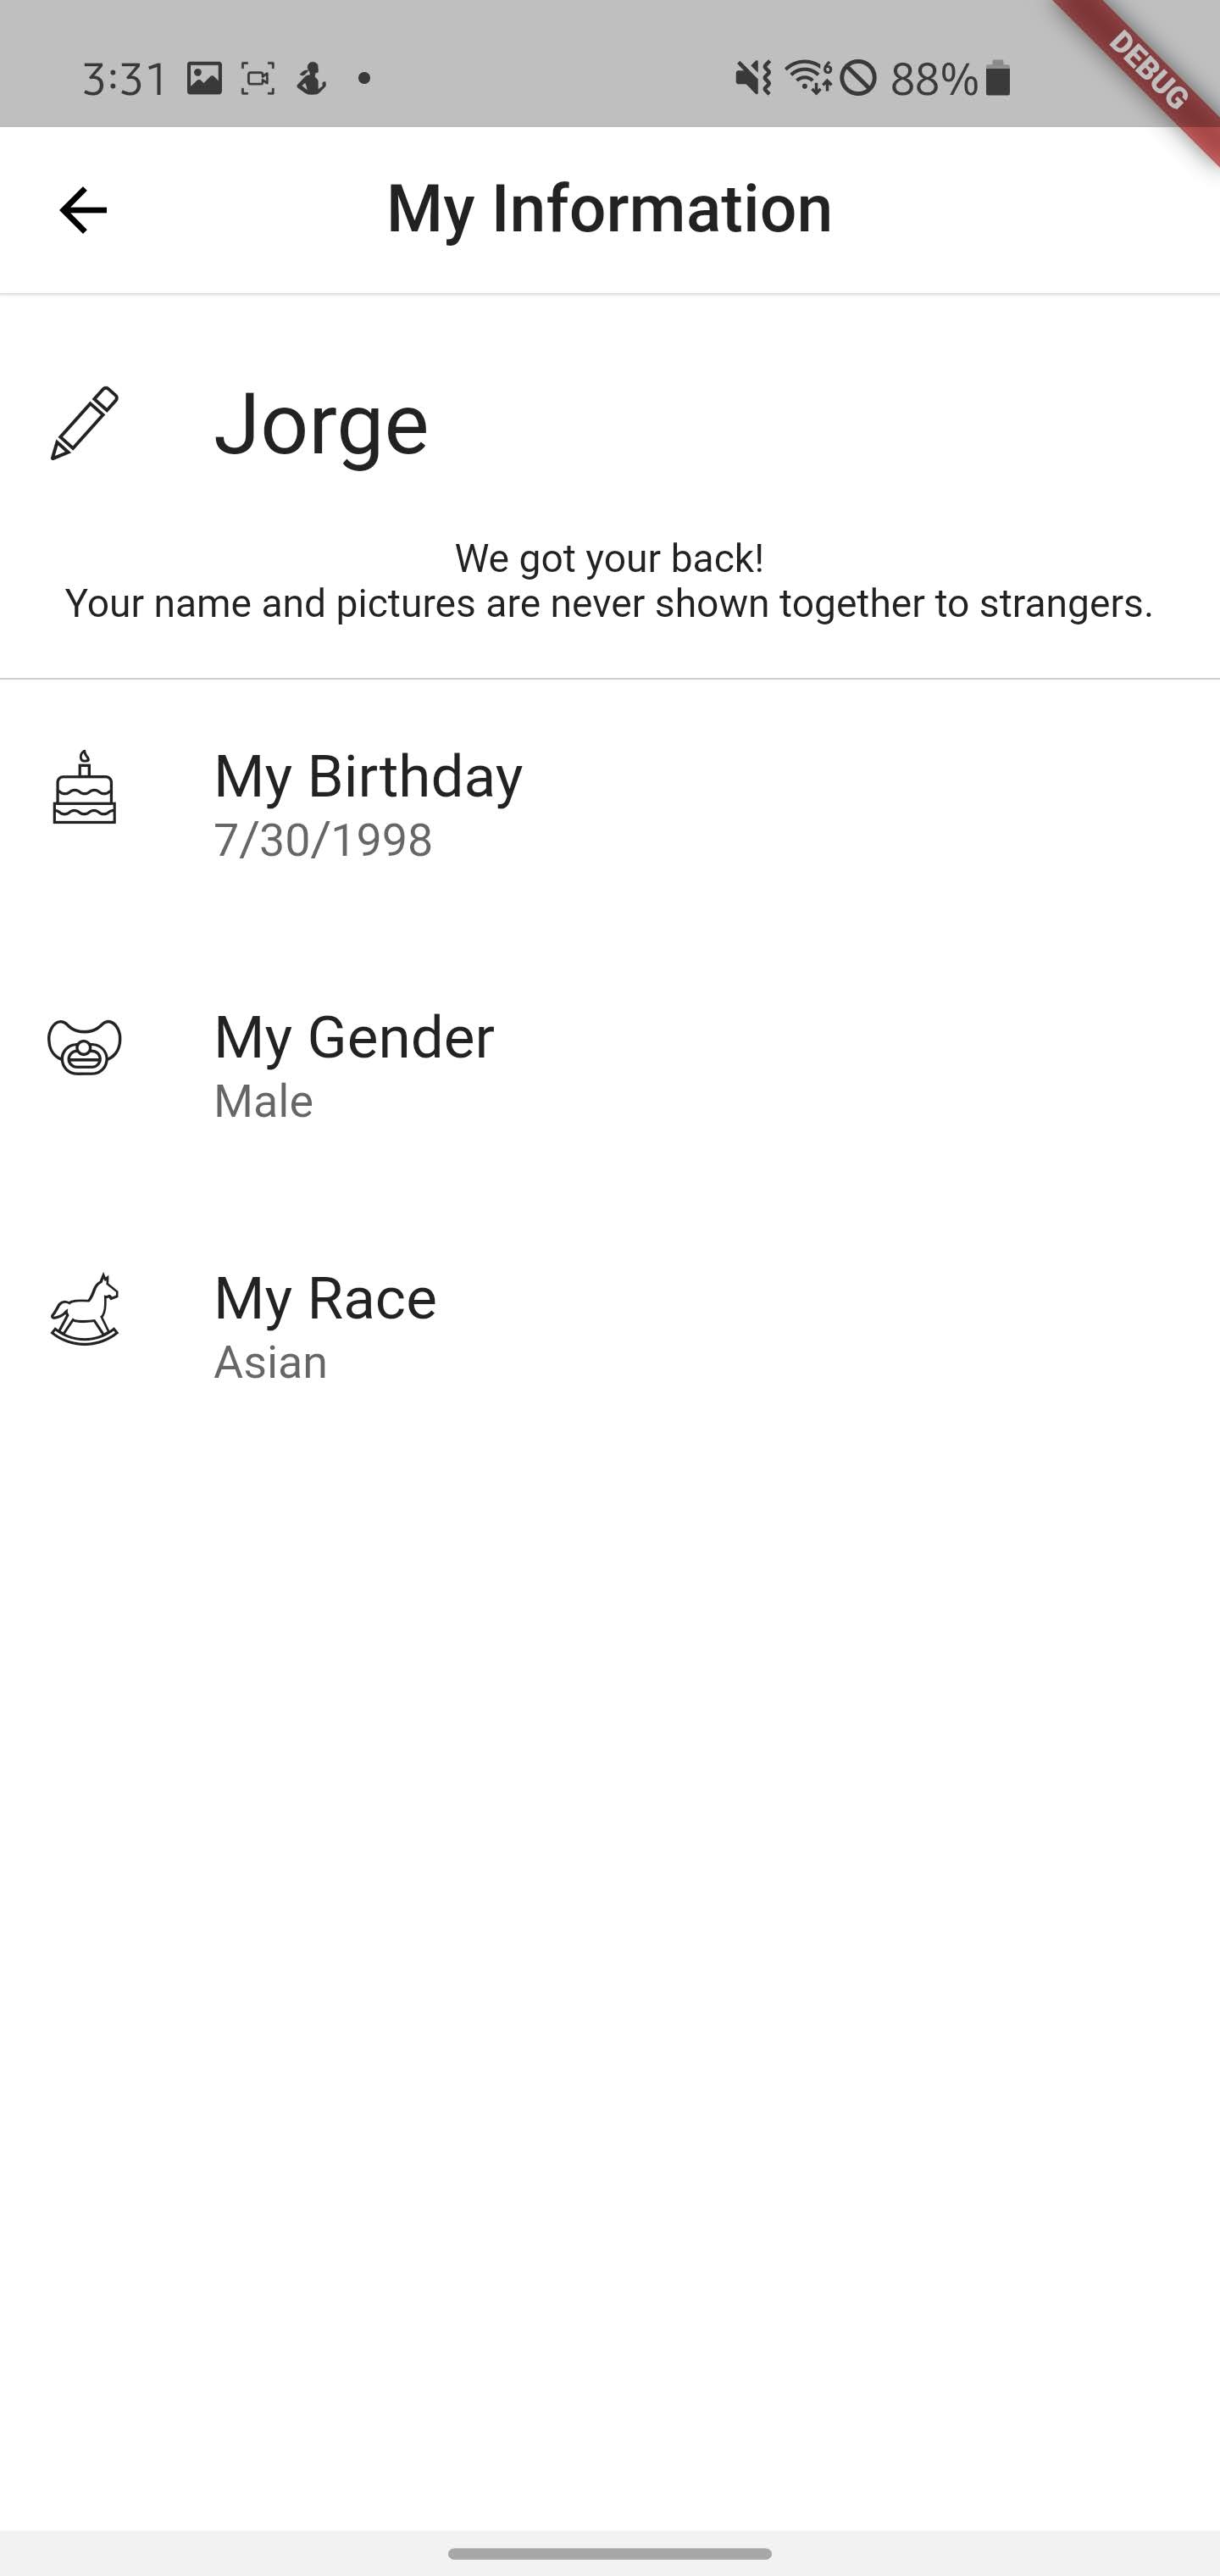 3:31
88%
DEBUG
My Information
Jorge
We got your back!
Your name and pictures are never shown together to strangers.
My Birthday
7/30/1998
My Gender
Male
My Race
Asian